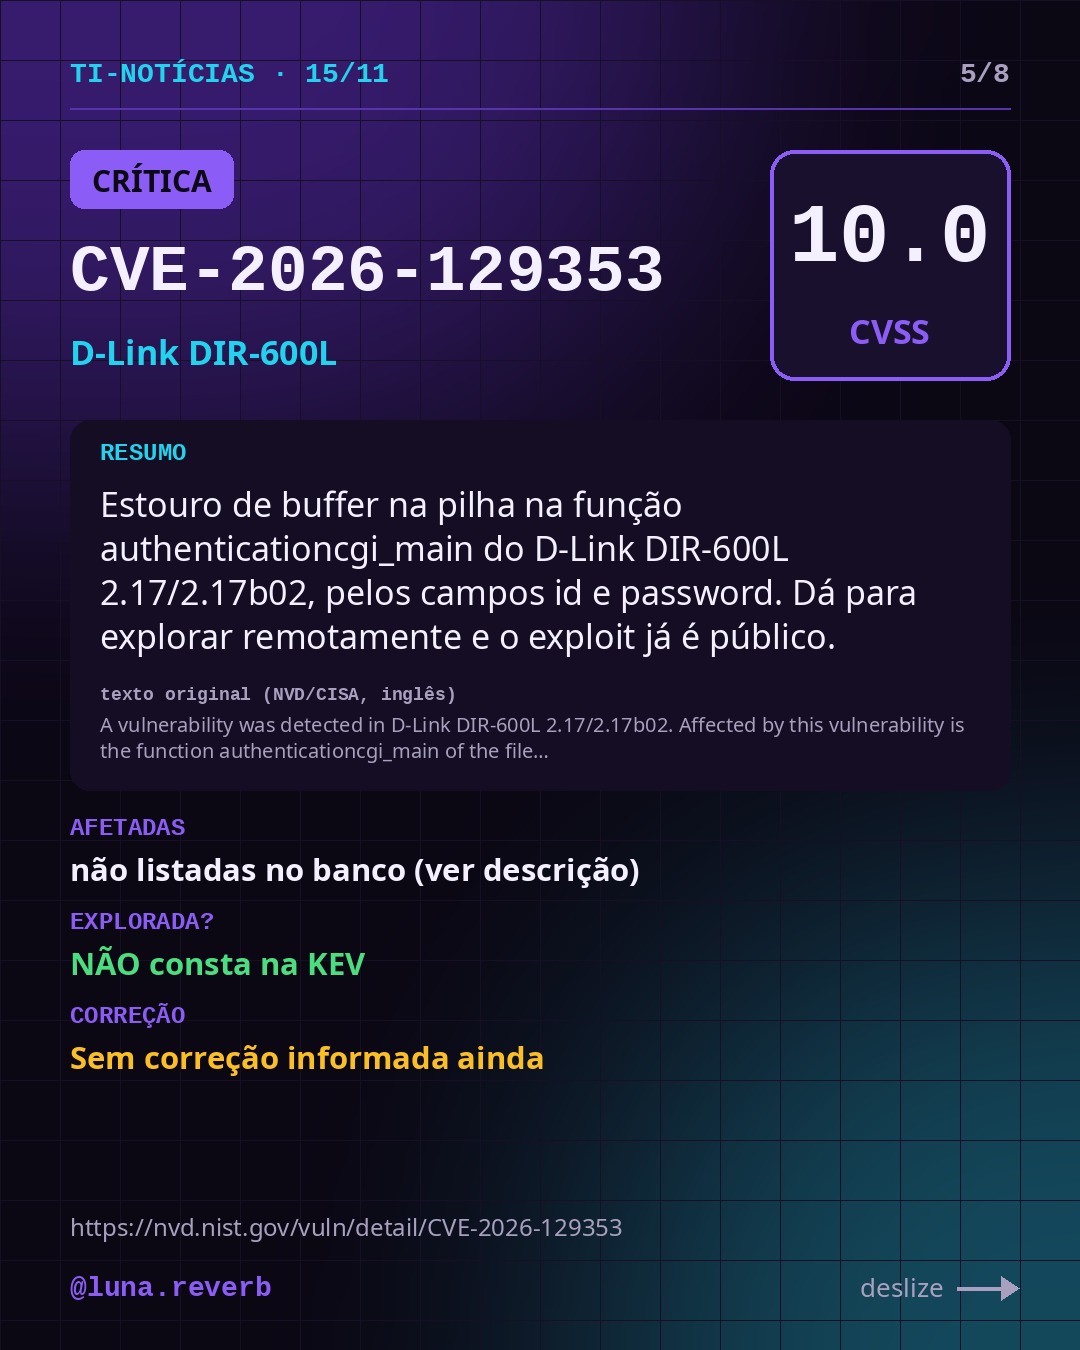 TI-NOTÍCIAS · 15/11
5/8
CRÍTICA
CVE-2026-129353
D-Link DIR-600L
10.0
CVSS
RESUMO
Estouro de buffer na pilha na função
authenticationcgi_main do D-Link DIR-600L
2.17/2.17b02, pelos campos id e password. Dá para
explorar remotamente e o exploit já é público.
texto original (NVD/CISA, inglês)
A vulnerability was detected in D-Link DIR-600L 2.17/2.17b02. Affected by this vulnerability is
the function authenticationcgi_main of the file…
AFETADAS
não listadas no banco (ver descrição)
EXPLORADA?
NÃO consta na KEV
CORREÇÃO
Sem correção informada ainda
https://nvd.nist.gov/vuln/detail/CVE-2026-129353
@luna.reverb
deslize